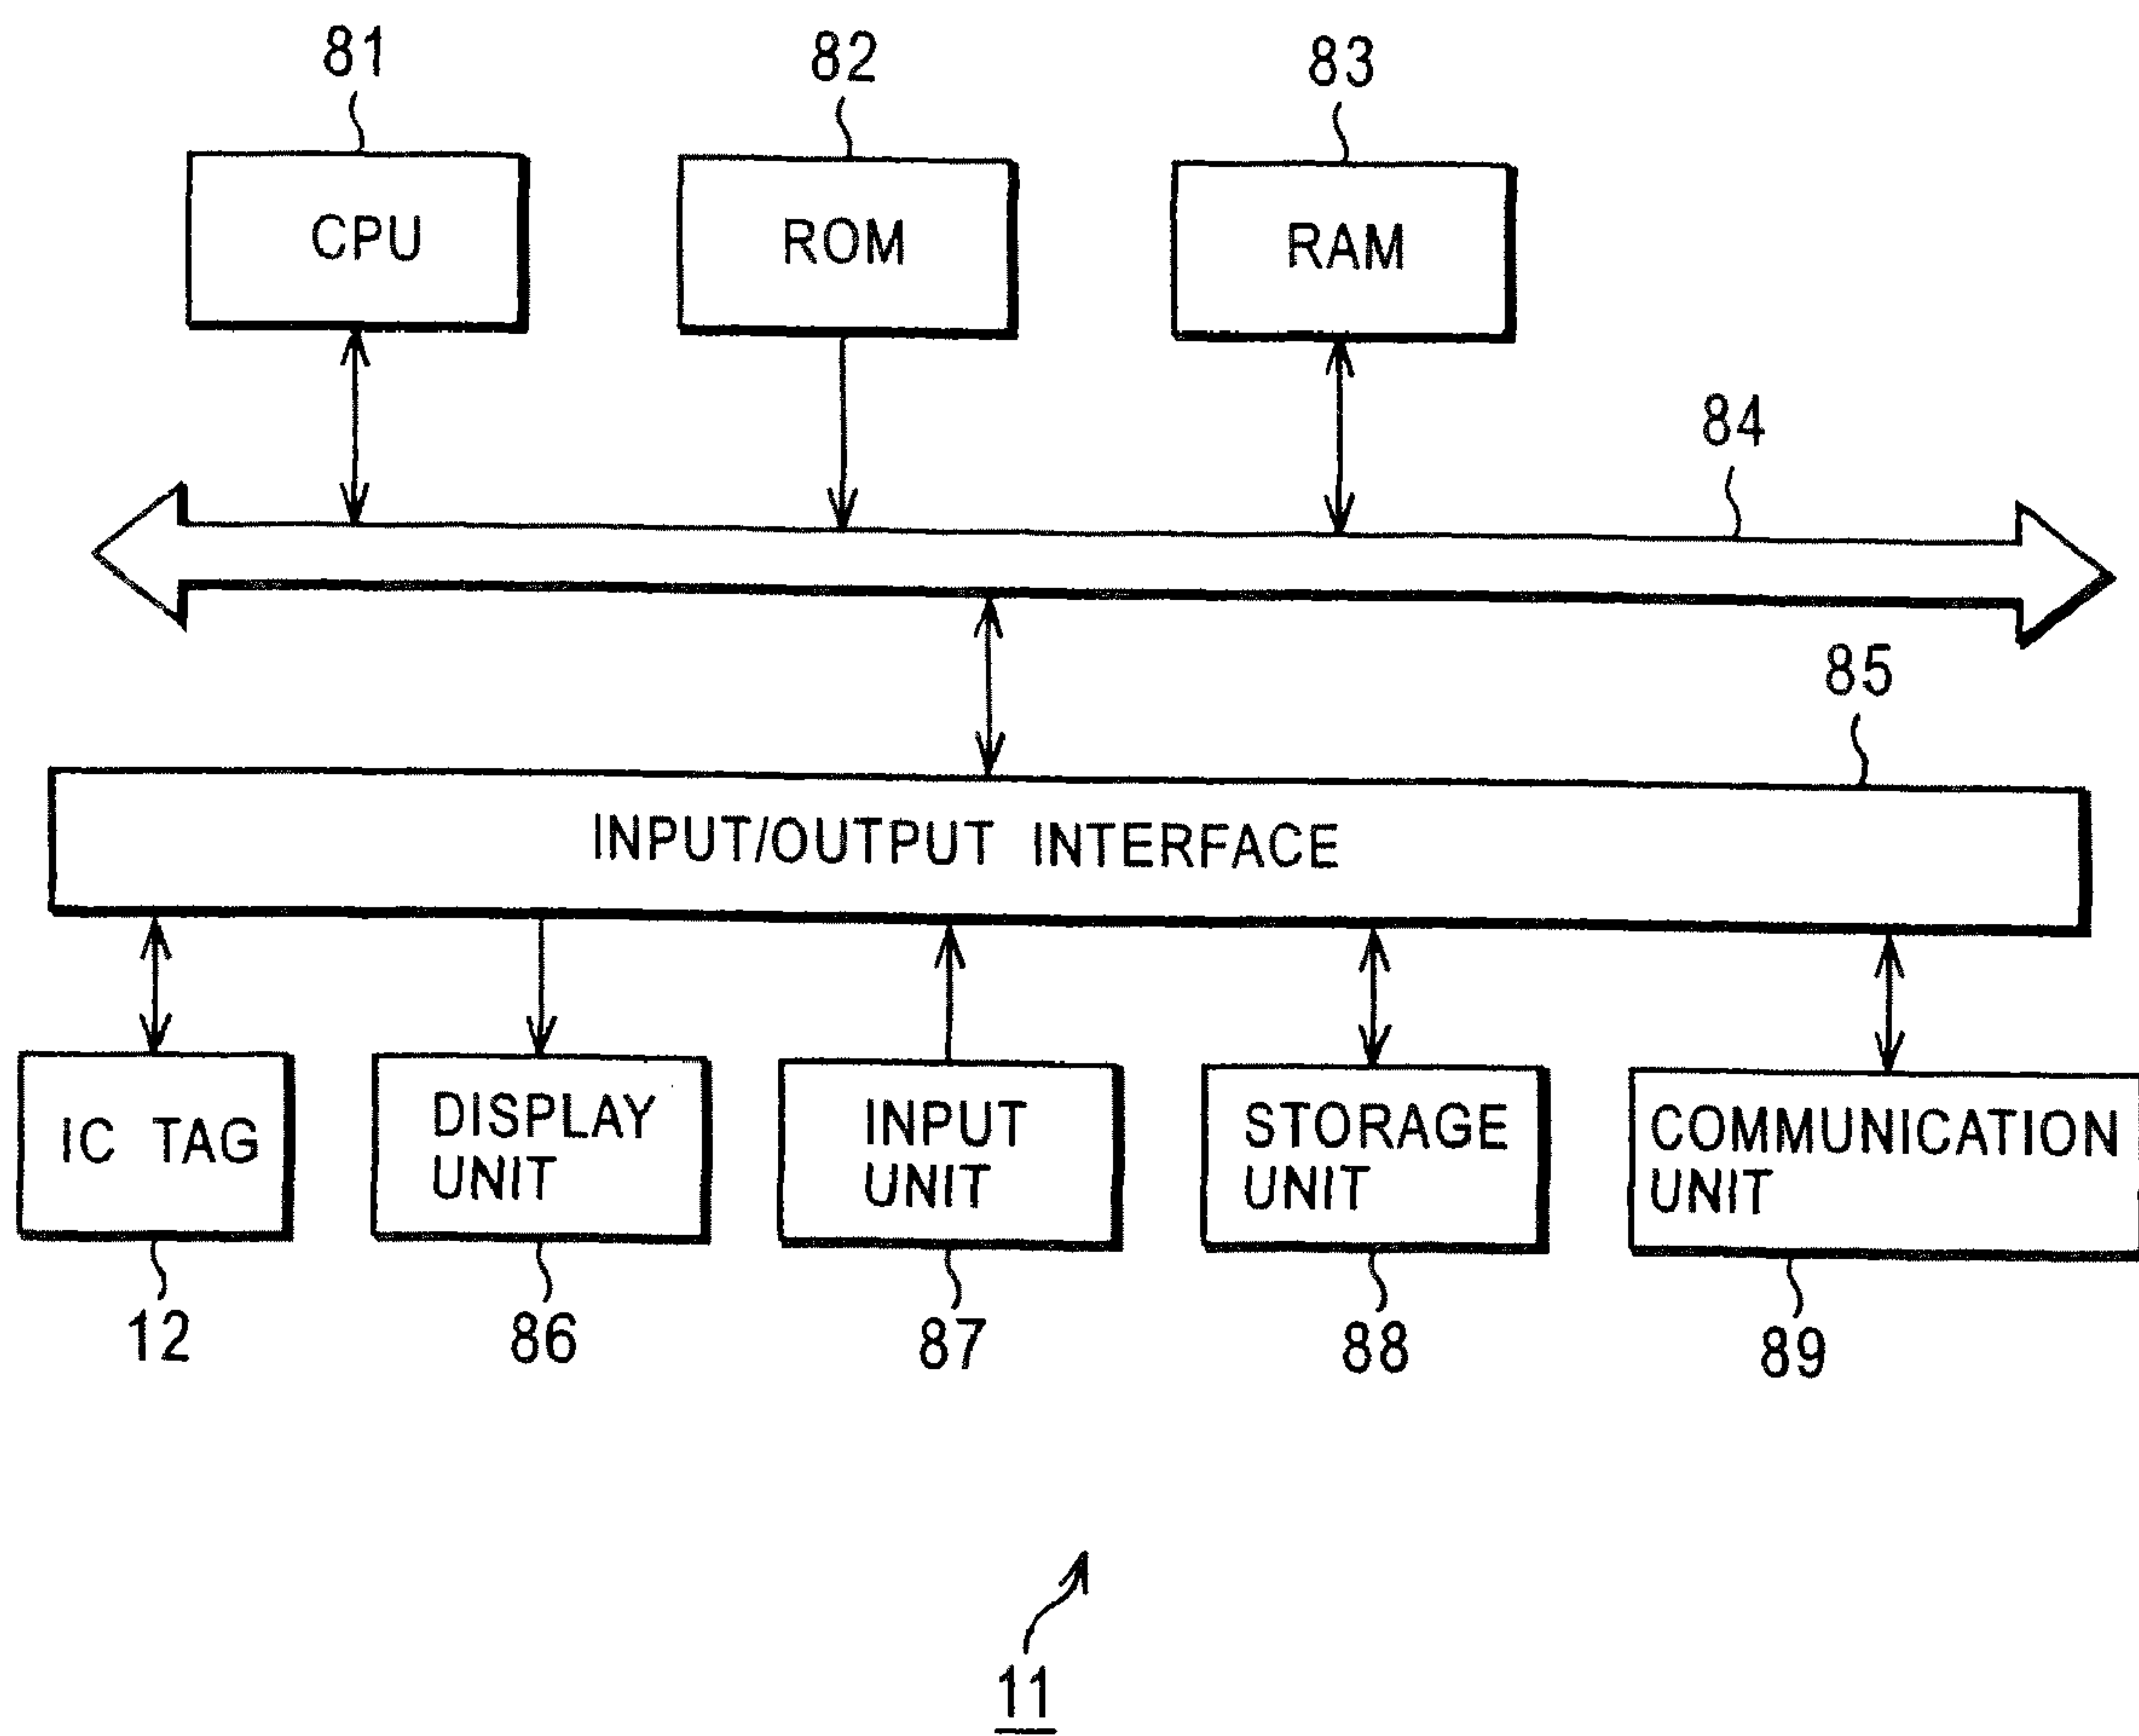 81
82
83
CPU
ROM
RAM
84
85
INPUT/OUTPUT INTERFACE
IC TAG
DISPLAY
UNIT
INPUT
UNIT
STORAGE
UNIT
COMMUNICATION
UNIT
12
86
87
88
89
11